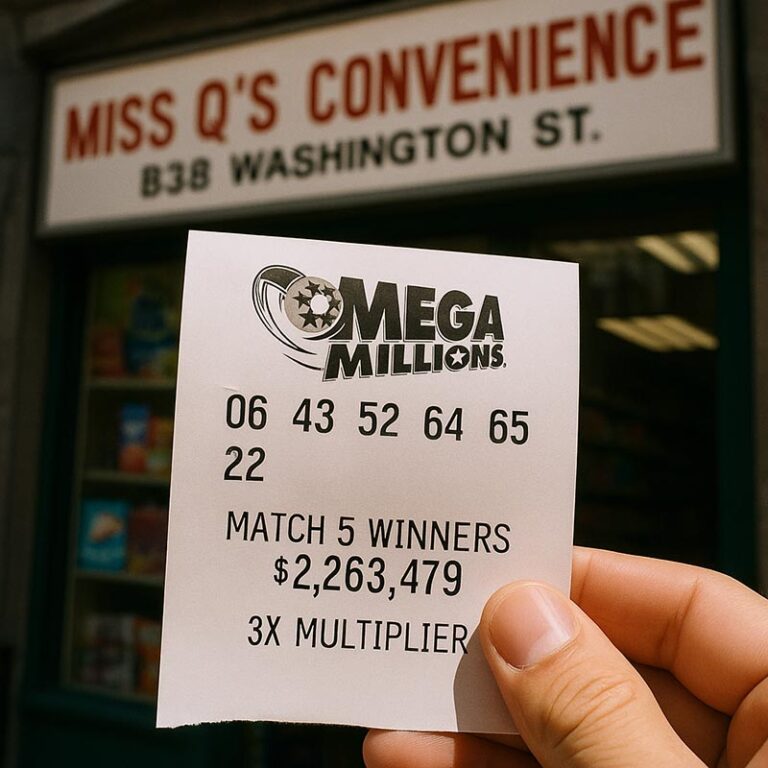 MISS Q'S CONVENIENCE
B38 WASHINGTON ST.
MEGA
MILLIONS
06 43 52 64 65
22
MATCH 5 WINNERS
$2,263,479
3X MULTIPLIER